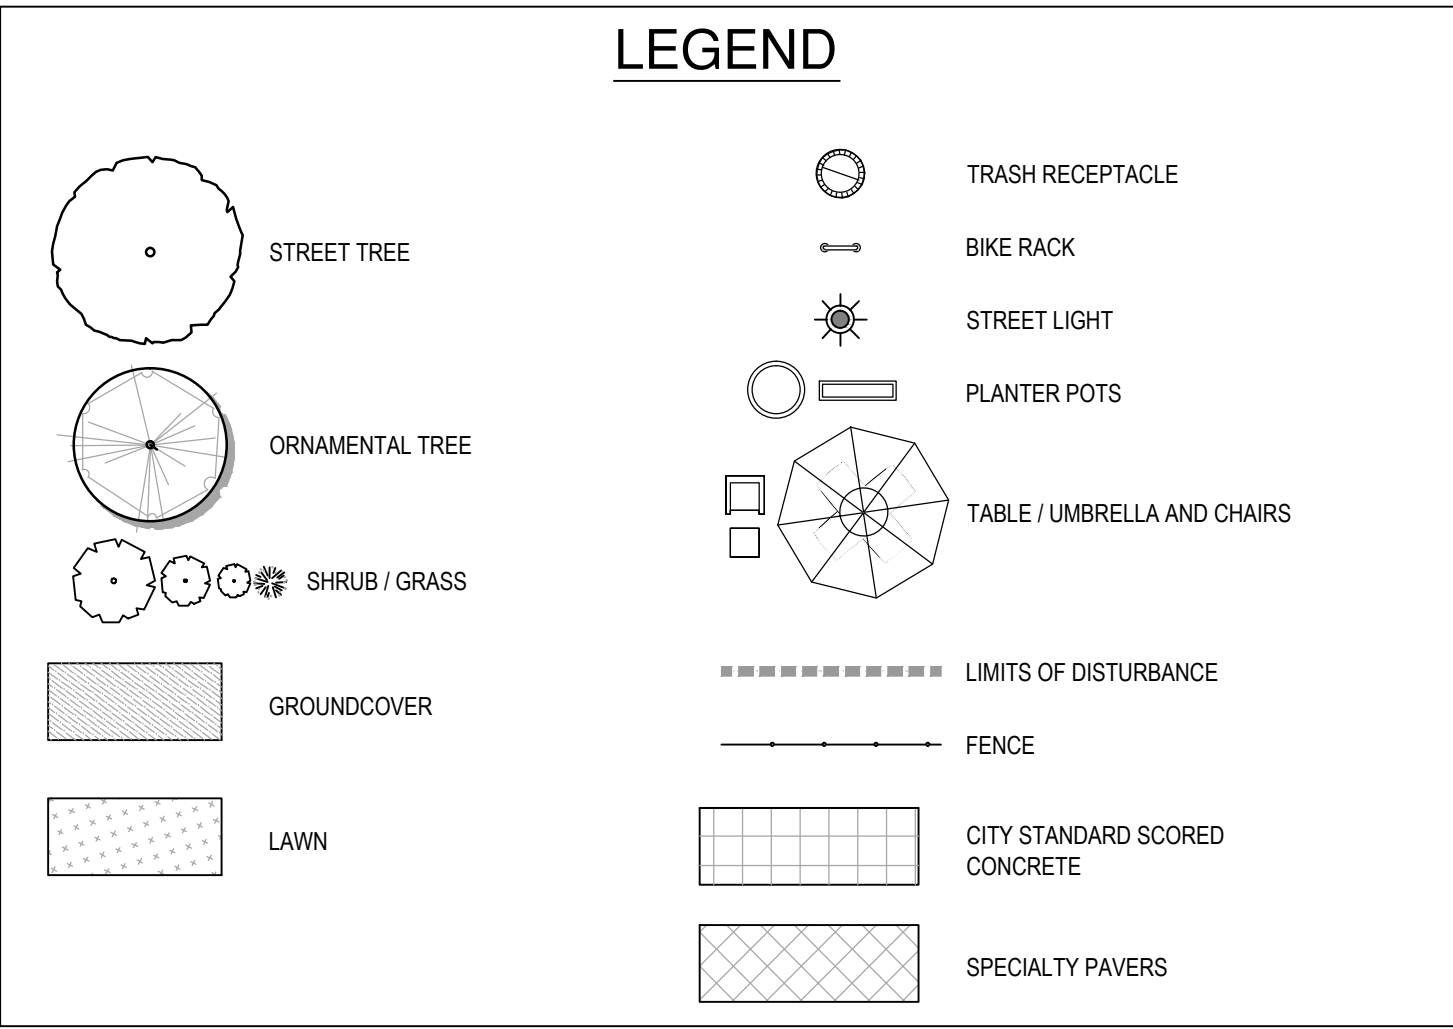 LEGEND
STREET TREE
ORNAMENTAL TREE
SHRUB / GRASS
GROUNDCOVER
LAWN
TRASH RECEPTACLE
BIKE RACK
STREET LIGHT
PLANTER POTS
TABLE / UMBRELLA AND CHAIRS
LIMITS OF DISTURBANCE
FENCE
CITY STANDARD SCORED
CONCRETE
SPECIALTY PAVERS